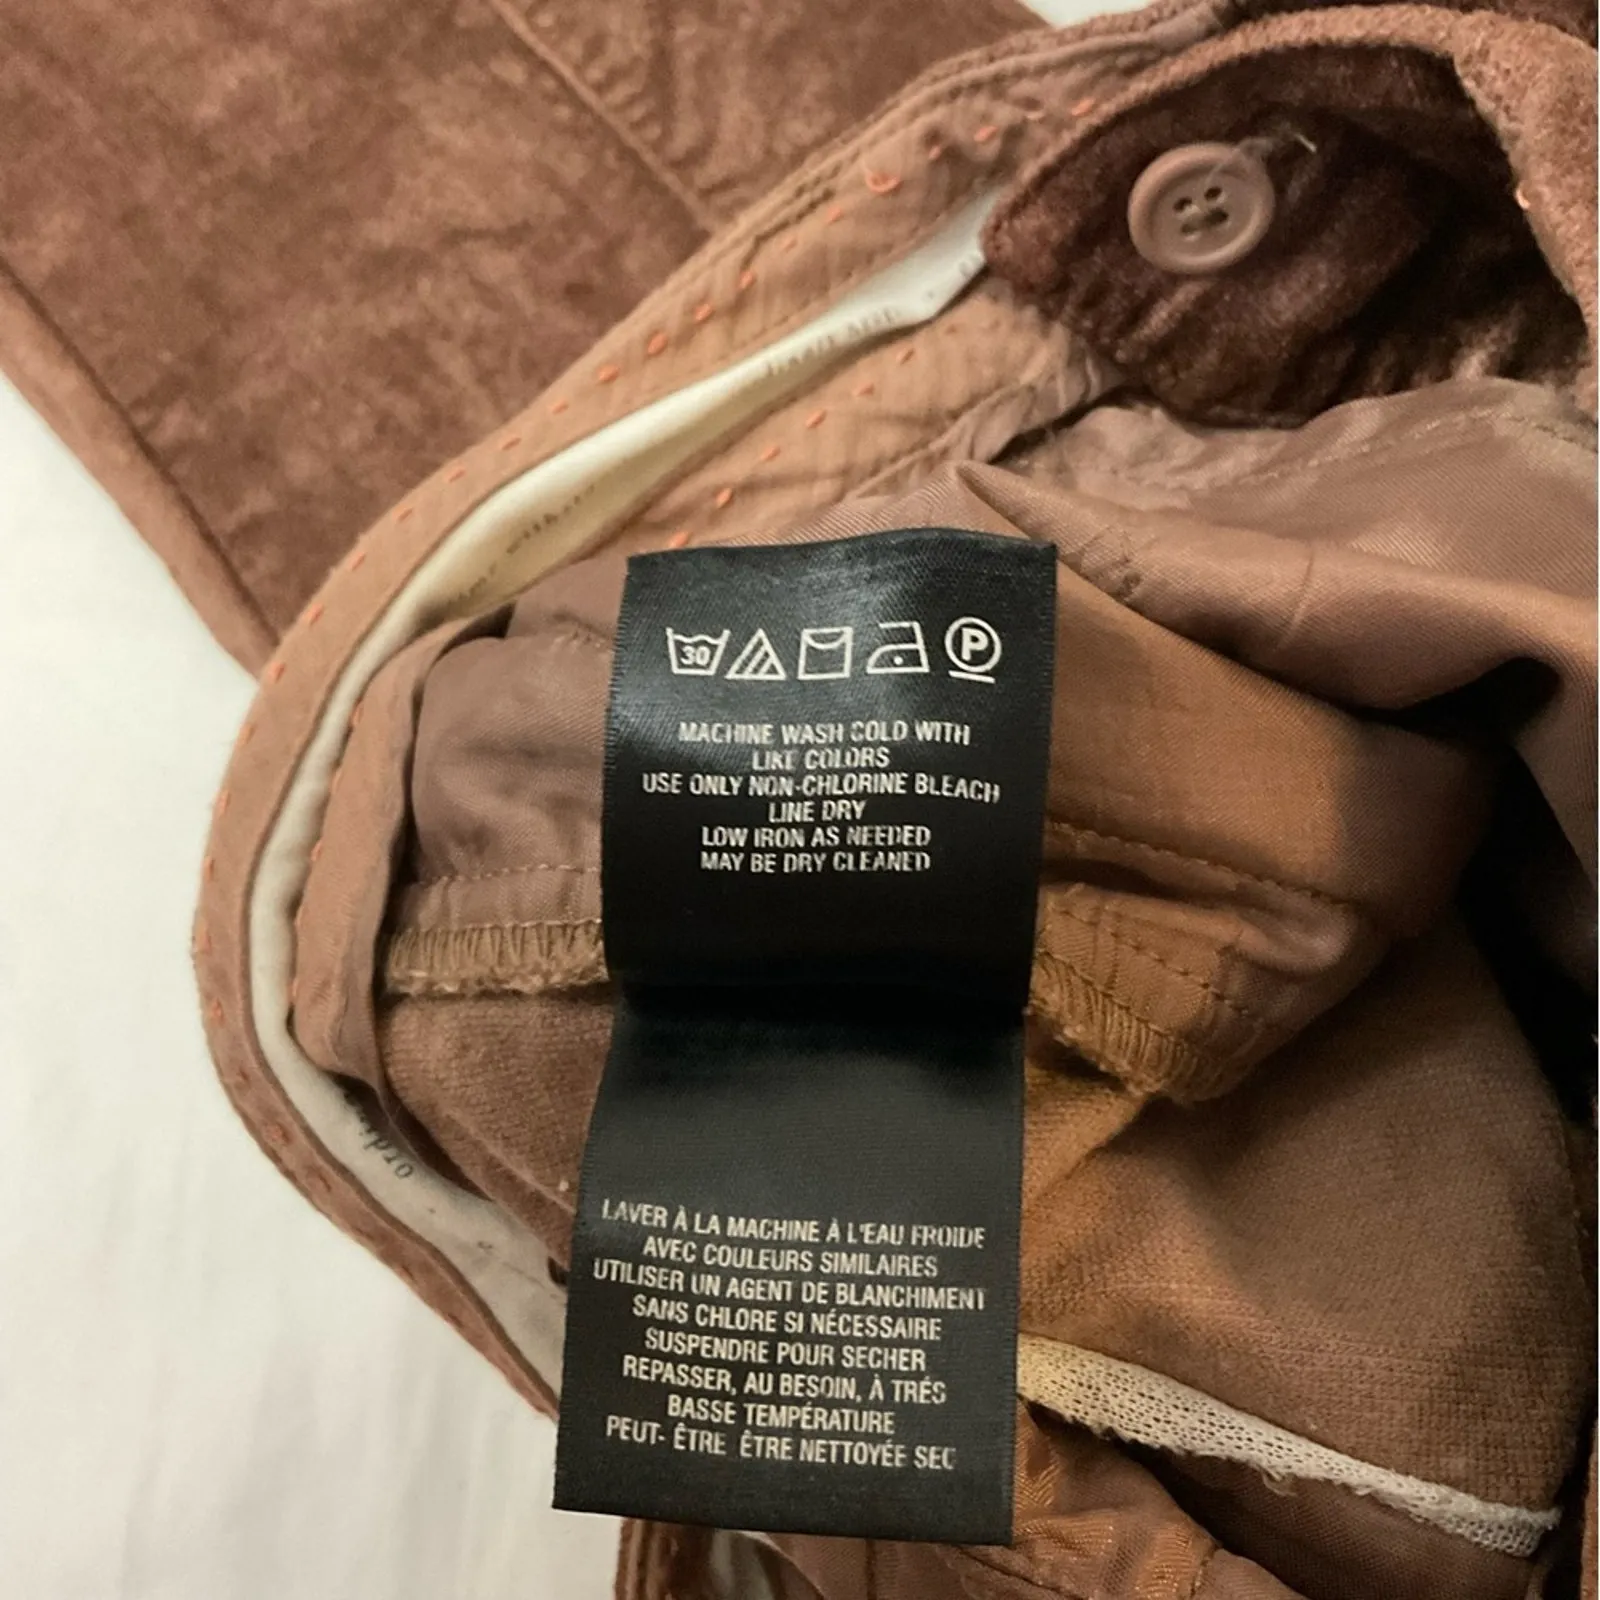 30 P
MACHINE WASH COLD WITH
LIKE COLORS
USE ONLY NON-CHLORINE BLEACH
LINE DRY
LOW IRON AS NEEDED
MAY BE DRY CLEANED
LAVER À LA MACHINE À L'EAU FROIDE
AVEC COULEURS SIMILAIRES
UTILISER UN AGENT DE BLANCHIMENT
SANS CHLORE SI NÉCESSAIRE
SUSPENDRE POUR SECHER
REPASSER, AU BESOIN, À TRÉS
BASSE TEMPÉRATURE
PEUT- ÊTRE ÊTRE NETTOYÉE SEC